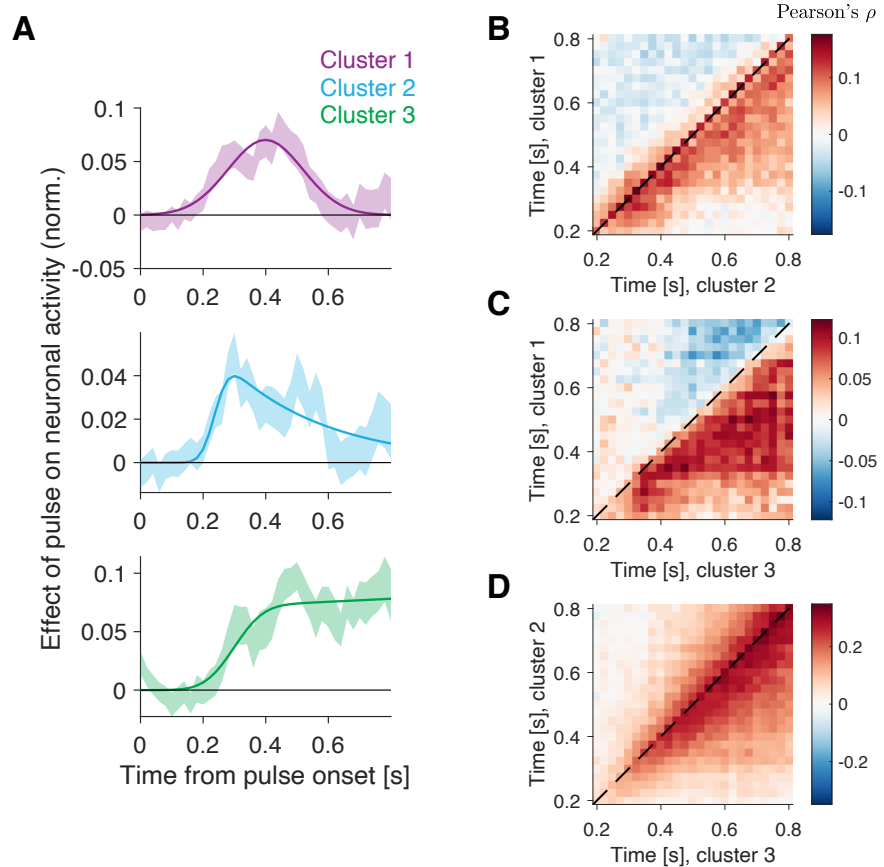 A
Cluster 1
Cluster 2
Cluster 3
Effect of pulse on neuronal activity (norm.)
0.1
0.05
0
-0.05
0 0.2 0.4 0.6
0.04
0.02
0
0 0.2 0.4 0.6
0.1
0.05
0
0 0.2 0.4 0.6
Time from pulse onset [s]
Pearson's ρ
B
Time [s], cluster 1
0.8
0.6
0.4
0.2
0.2 0.4 0.6 0.8
Time [s], cluster 2
0.1
0
-0.1
C
Time [s], cluster 1
0.8
0.6
0.4
0.2
0.2 0.4 0.6 0.8
Time [s], cluster 3
0.1
0.05
0
-0.05
-0.1
D
Time [s], cluster 2
0.8
0.6
0.4
0.2
0.2 0.4 0.6 0.8
Time [s], cluster 3
0.2
0
-0.2